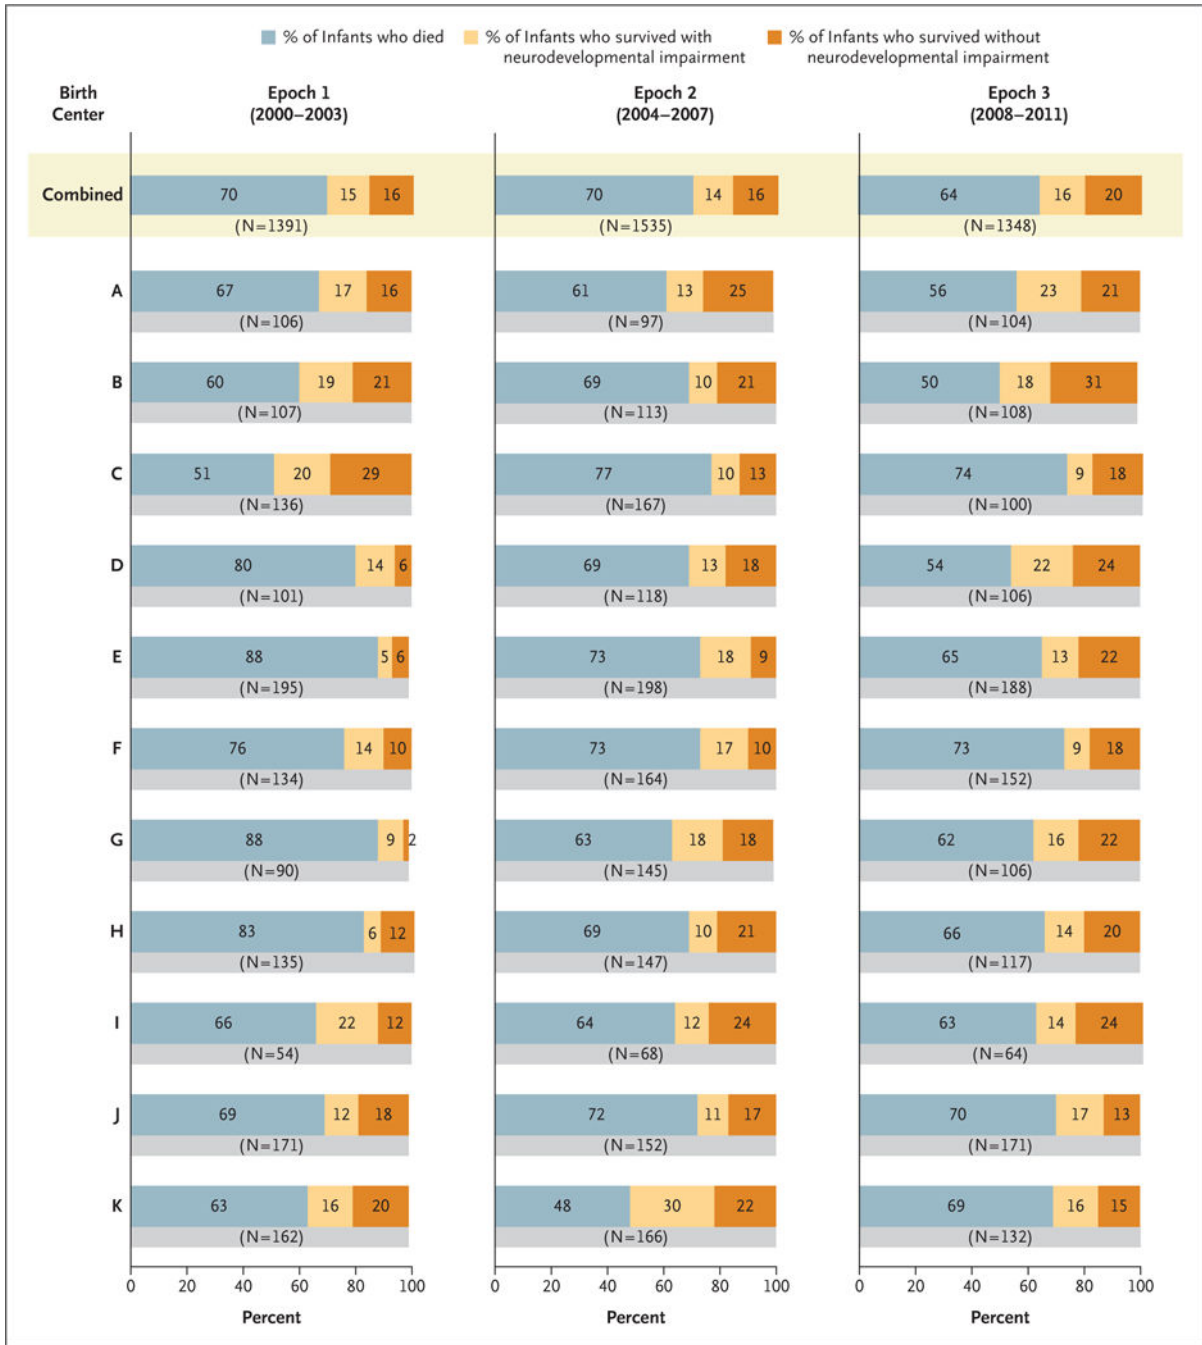 % of Infants who died
% of Infants who survived with
neurodevelopmental impairment
% of Infants who survived without
neurodevelopmental impairment
Birth
Center
Epoch 1
(2000–2003)
Epoch 2
(2004–2007)
Epoch 3
(2008–2011)
Combined 70 15 16 70 14 16 64 16 20
(N=1391) (N=1535) (N=1348)
A 67 17 16 61 13 25 56 23 21
(N=106) (N=97) (N=104)
B 60 19 21 69 10 21 50 18 31
(N=107) (N=113) (N=108)
C 51 20 29 77 10 13 74 9 18
(N=136) (N=167) (N=100)
D 80 14 6 69 13 18 54 22 24
(N=101) (N=118) (N=106)
E 88 5 6 73 18 9 65 13 22
(N=195) (N=198) (N=188)
F 76 14 10 73 17 10 73 9 18
(N=134) (N=164) (N=152)
G 88 9 2 63 18 18 62 16 22
(N=90) (N=145) (N=106)
H 83 6 12 69 10 21 66 14 20
(N=135) (N=147) (N=117)
I 66 22 12 64 12 24 63 14 24
(N=54) (N=68) (N=64)
J 69 12 18 72 11 17 70 17 13
(N=171) (N=152) (N=171)
K 63 16 20 48 30 22 69 16 15
(N=162) (N=166) (N=132)
0 20 40 60 80 100 0 20 40 60 80 100 0 20 40 60 80 100
Percent Percent Percent